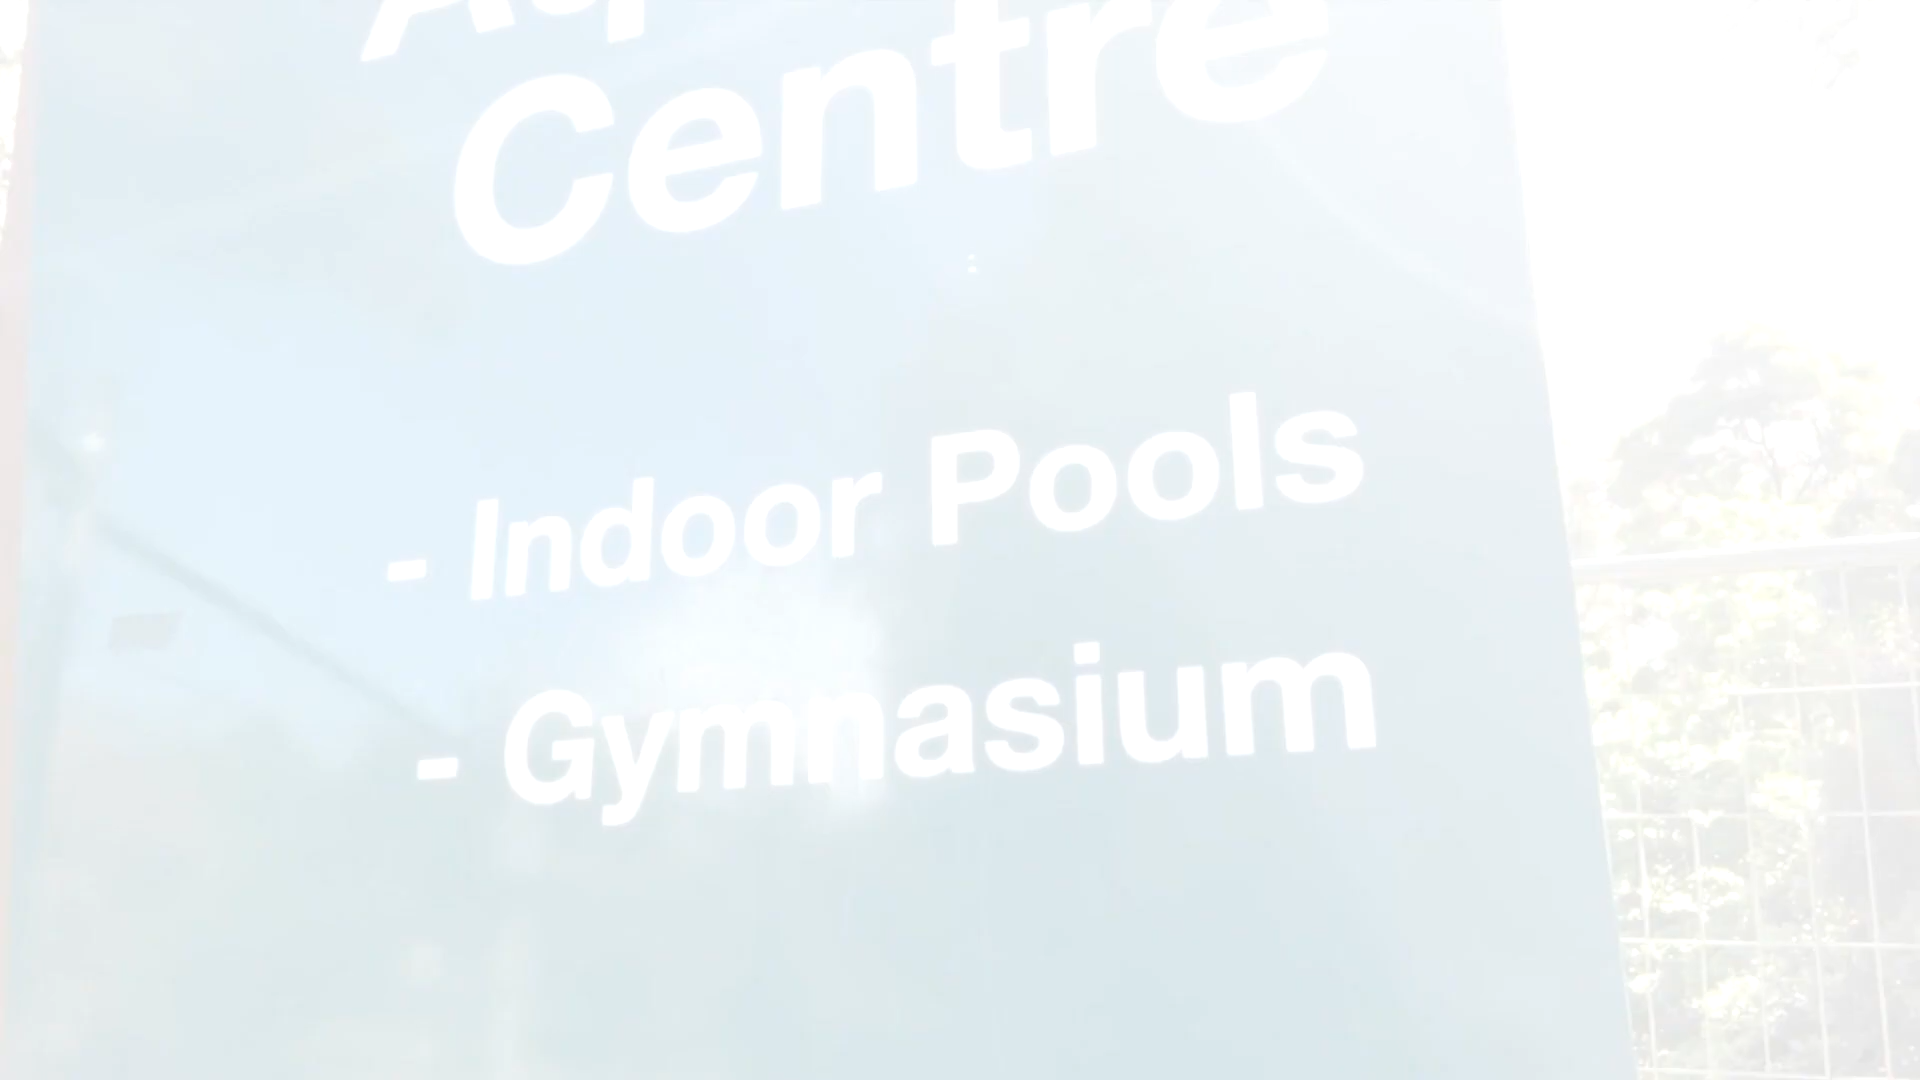 Centre
- Indoor Pools
- Gymnasium